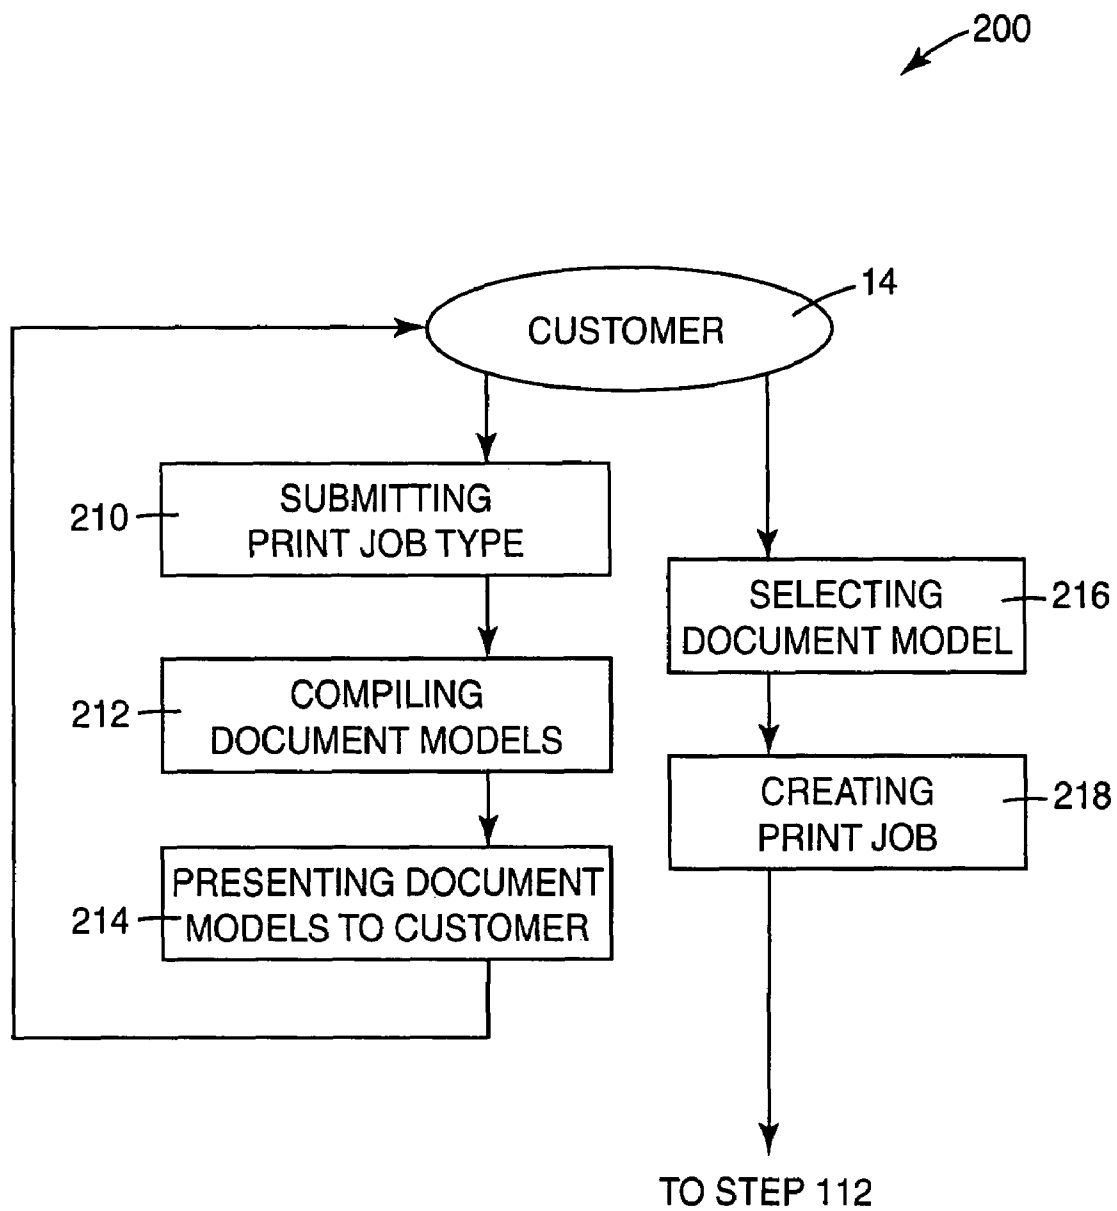 200
14
CUSTOMER
SUBMITTING
PRINT JOB TYPE
210
SELECTING
DOCUMENT MODEL
216
COMPILING
DOCUMENT MODELS
212
CREATING
PRINT JOB
218
PRESENTING DOCUMENT
MODELS TO CUSTOMER
214
TO STEP 112